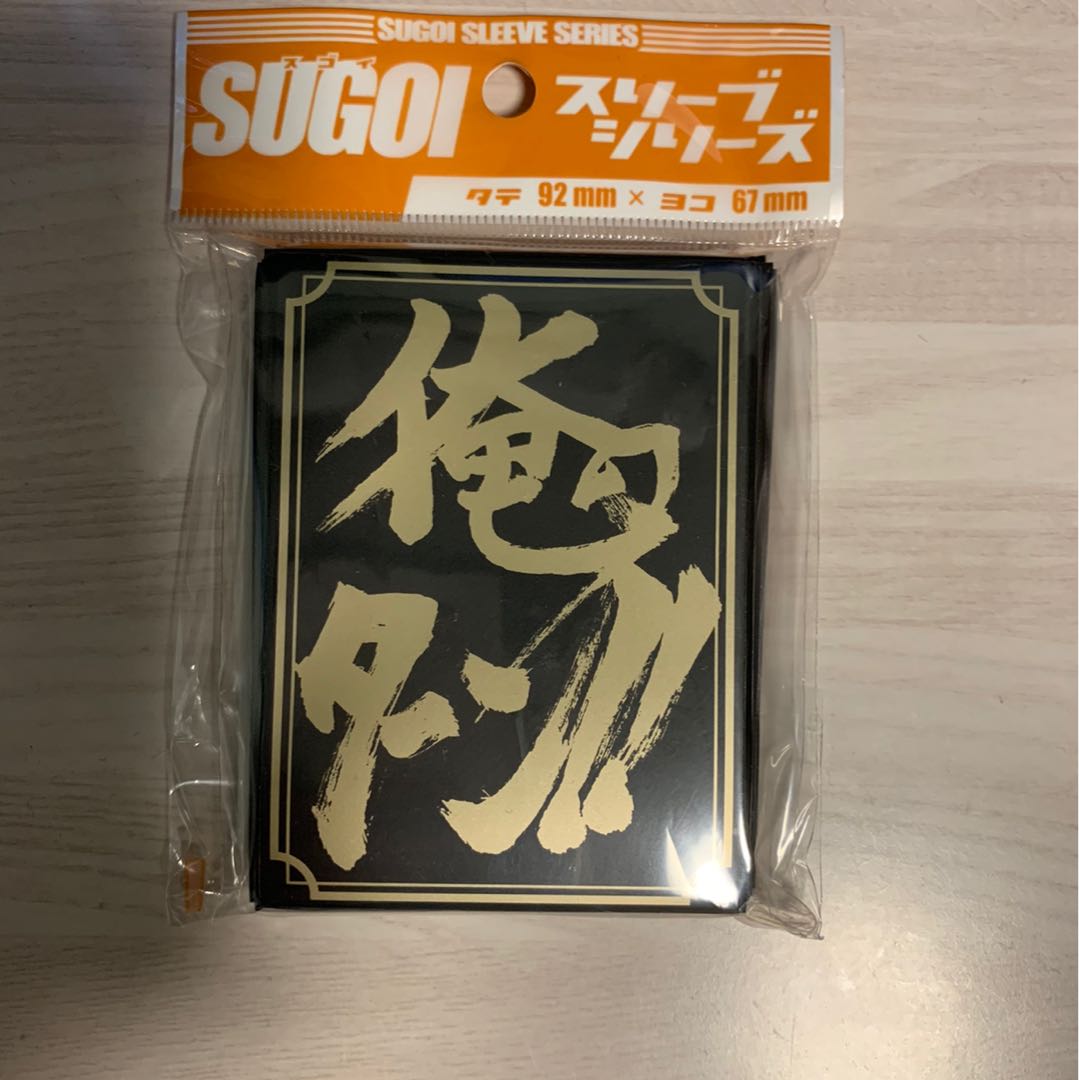 SUGOI SLEEVE SERIES
スゴイ
SUGOI
スリーブ
シリーズ
タテ 92mm × ヨコ 67mm
俺の
ターン!!